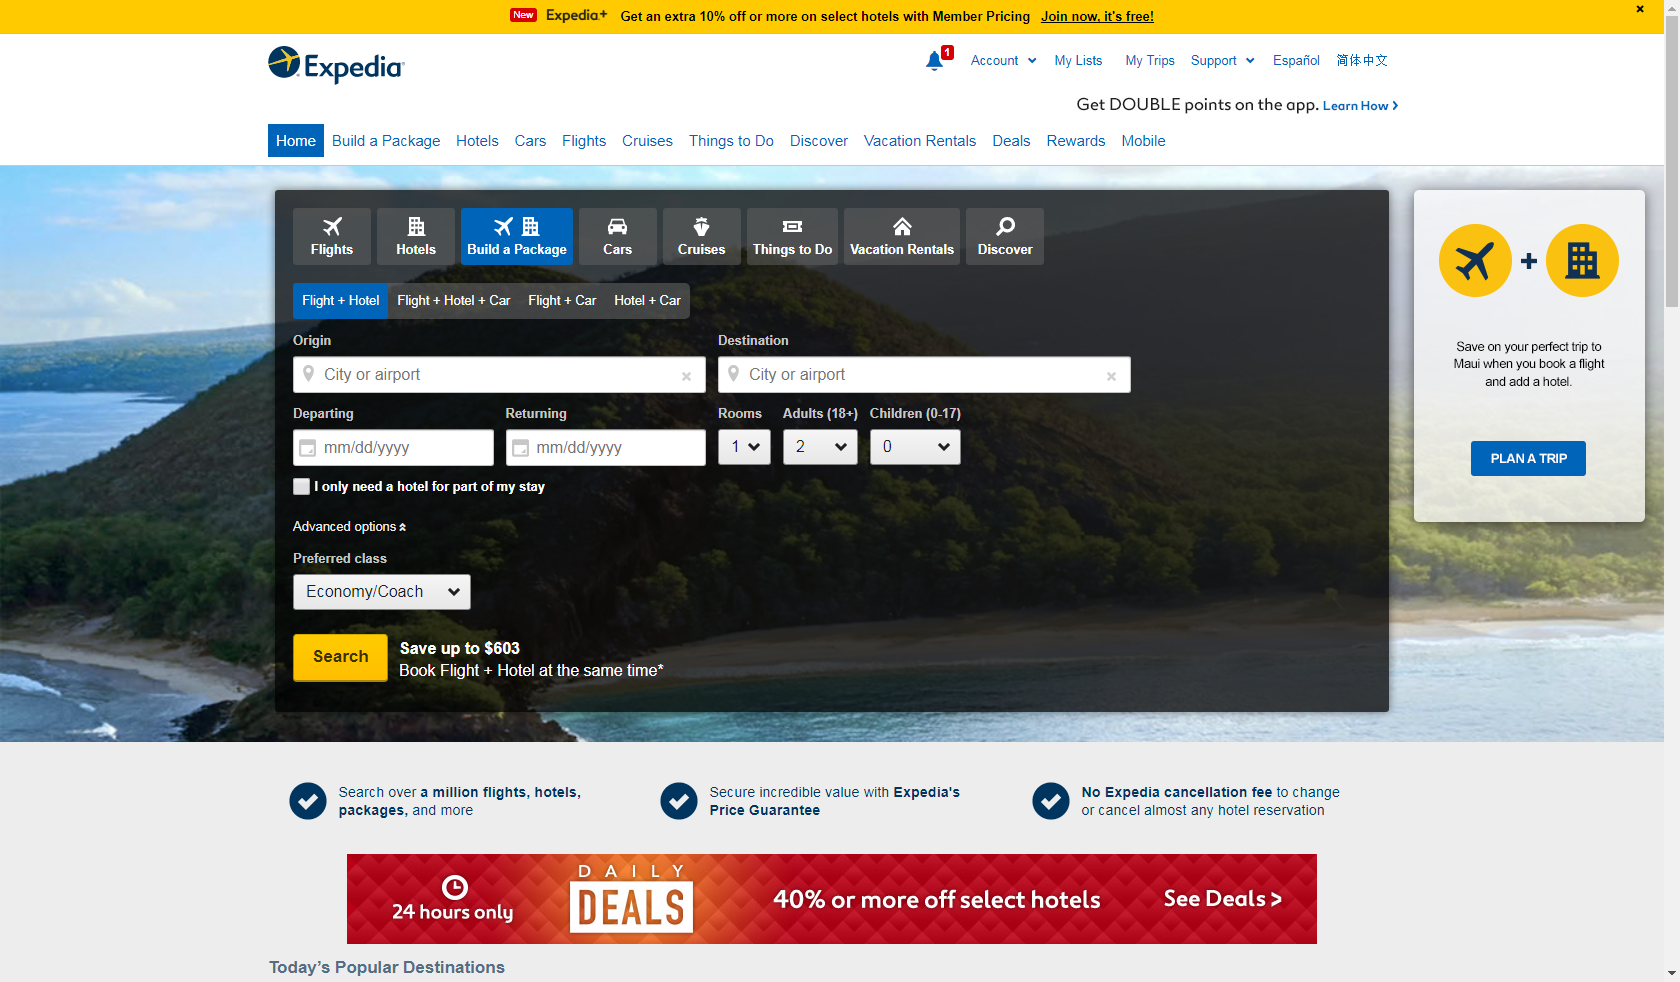 New Expedia+ Get an extra 10% off or more on select hotels with Member Pricing Join now, it's free!
Expedia
1 Account My Lists My Trips Support Español 简体中文
Get DOUBLE points on the app. Learn How >
Home Build a Package Hotels Cars Flights Cruises Things to Do Discover Vacation Rentals Deals Rewards Mobile
Flights Hotels Build a Package Cars Cruises Things to Do Vacation Rentals Discover
Flight + Hotel Flight + Hotel + Car Flight + Car Hotel + Car
Origin Destination
City or airport City or airport
Departing Returning Rooms Adults (18+) Children (0-17)
mm/dd/yyyy mm/dd/yyyy 1 2 0
I only need a hotel for part of my stay
Advanced options
Preferred class
Economy/Coach
Search
Save up to $603
Book Flight + Hotel at the same time*
+
Save on your perfect trip to
Maui when you book a flight
and add a hotel.
PLAN A TRIP
Search over a million flights, hotels,
packages, and more
Secure incredible value with Expedia's
Price Guarantee
No Expedia cancellation fee to change
or cancel almost any hotel reservation
24 hours only
DAILY
DEALS
40% or more off select hotels
See Deals >
Today's Popular Destinations